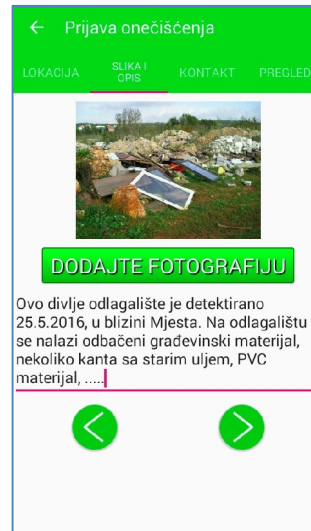 Prijava onečišćenja
LOKACIJA
SLIKA I
OPIS
KONTAKT
PREGLED
DODAJTE FOTOGRAFIJU
Ovo divlje odlagalište je detektirano
25.5.2016, u blizini Mjesta. Na odlagalištu
se nalazi odbačeni građevinski materijal,
nekoliko kanta sa starim uljem, PVC
materijal, .....